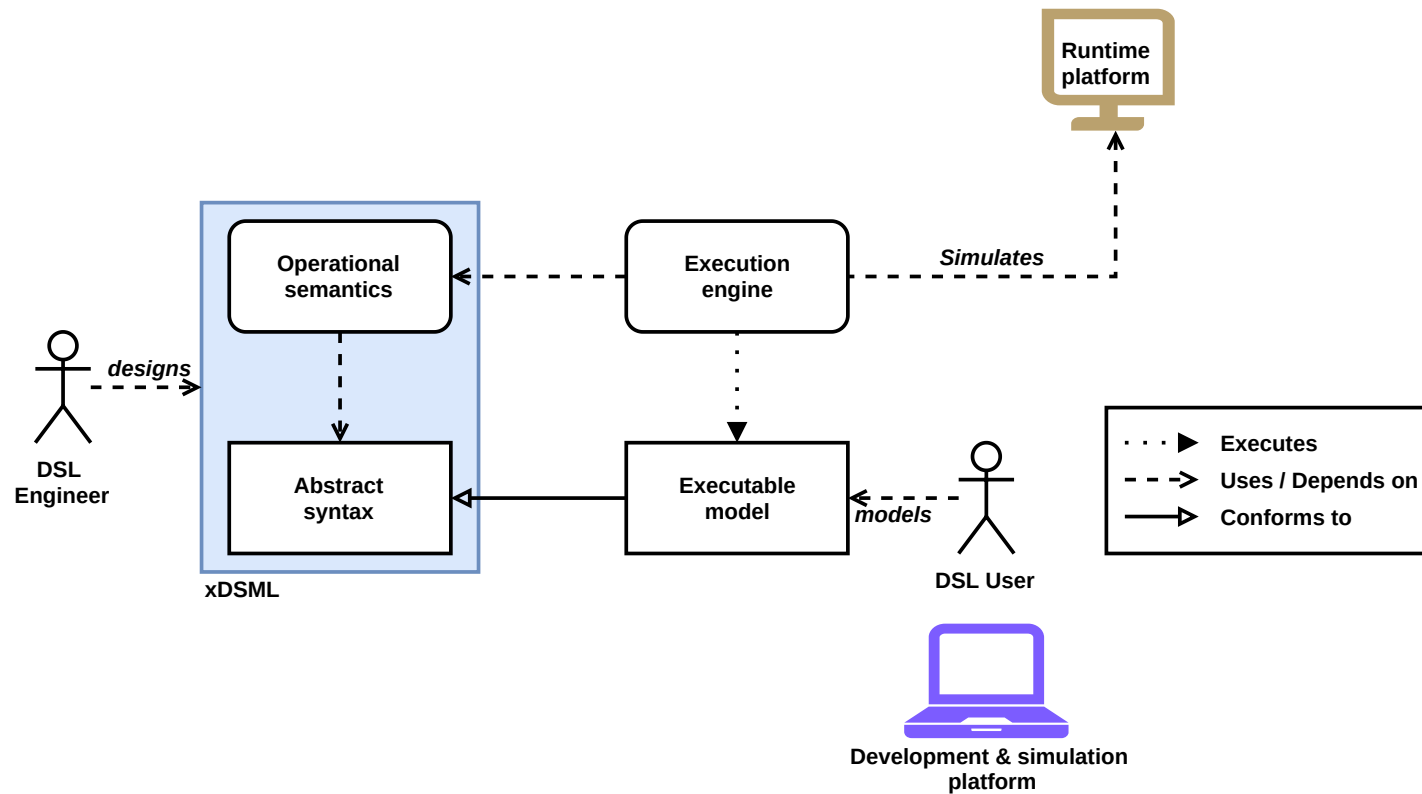 Runtime
platform
Operational
semantics
Execution
engine
Simulates
designs
DSL
Engineer
Abstract
syntax
Executable
model
models
DSL User
xDSML
Executes
Uses / Depends on
Conforms to
Development & simulation
platform